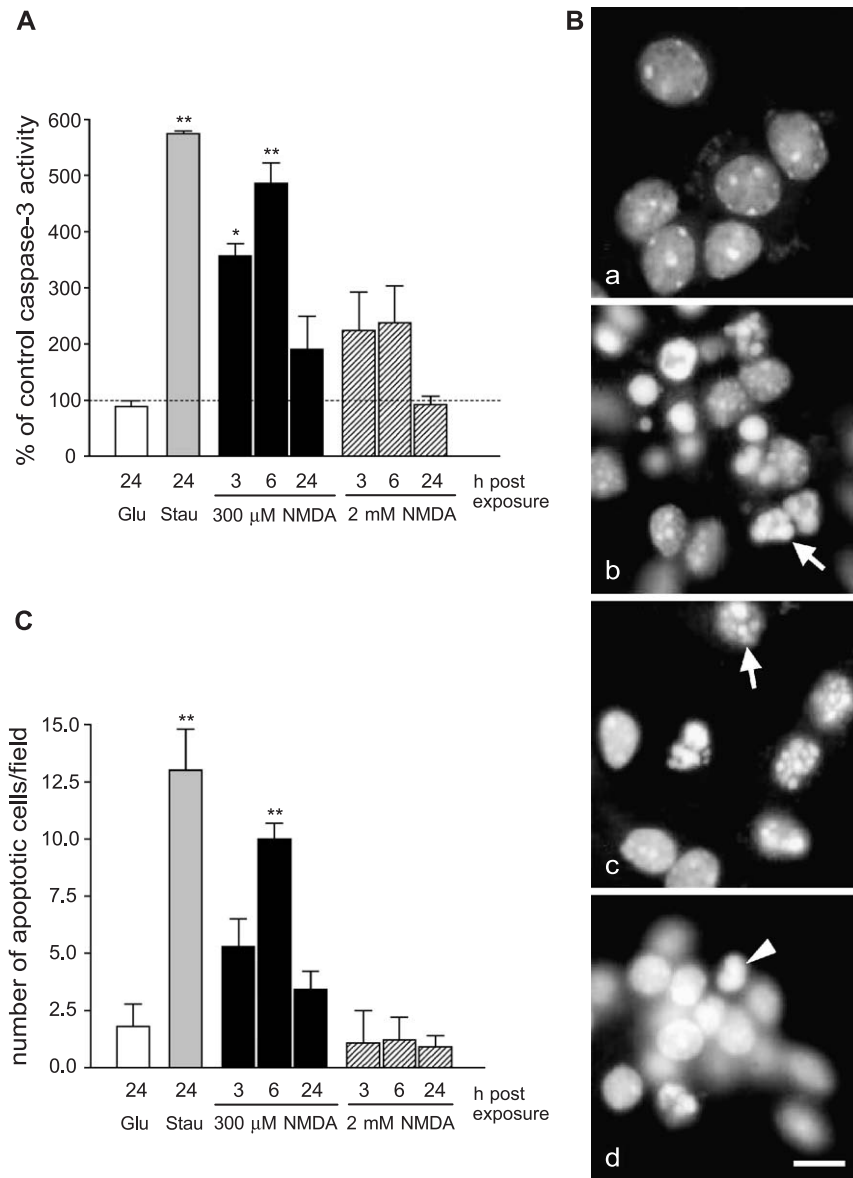 A
% of control caspase-3 activity
600
500
400
300
200
100
0
**
*
**
24 24 3 6 24 3 6 24 h post
exposure
Glu Stau 300 μM NMDA 2 mM NMDA
B
a
b
c
d
C
number of apoptotic cells/field
15.0
12.5
10.0
7.5
5.0
2.5
0.0
**
**
24 24 3 6 24 3 6 24 h post
exposure
Glu Stau 300 μM NMDA 2 mM NMDA